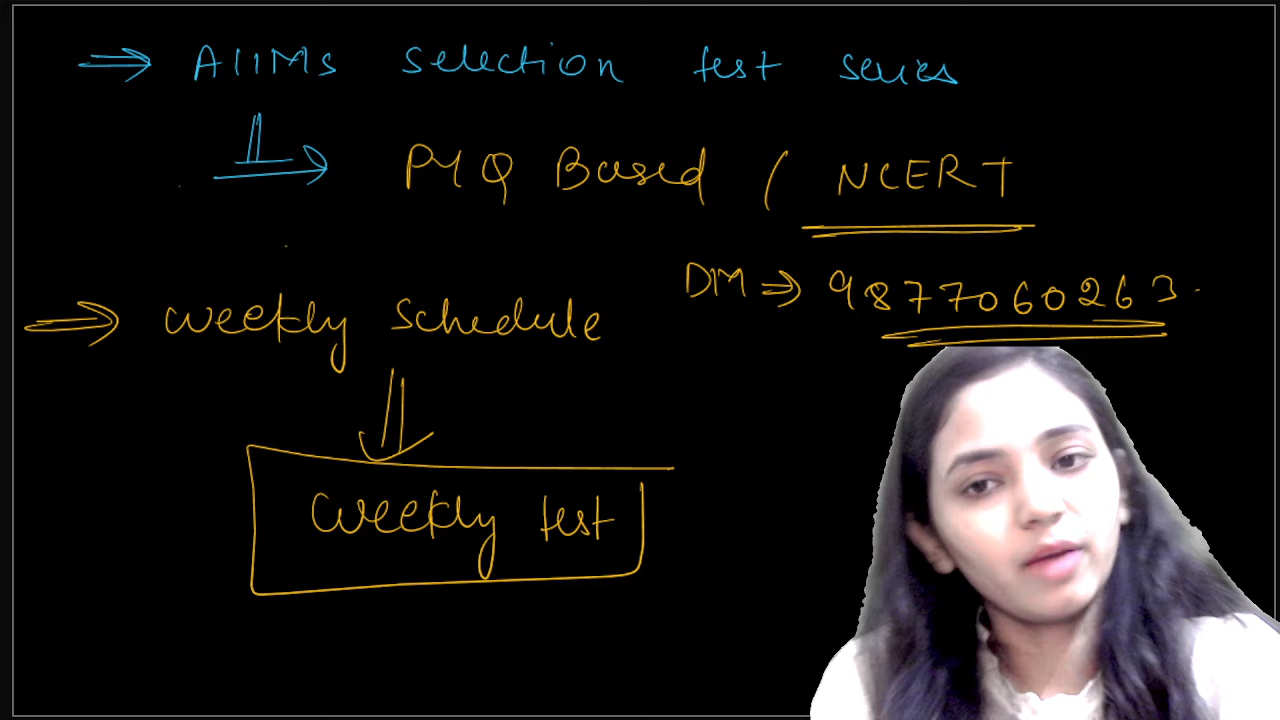 ⇒ AIIMs selection test series
PYQ Based / NCERT
DM ⇒ 9877060263.
⇒ weekly schedule
weekly test